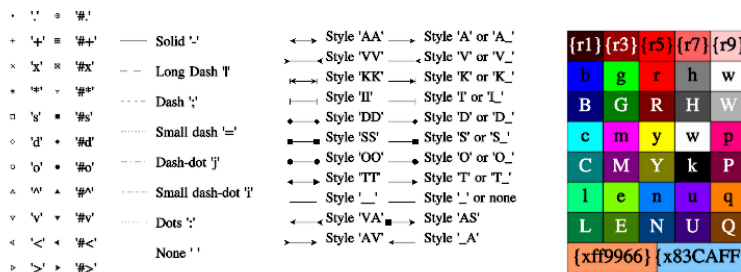 '.' '#.'
'+' '#+'
'x' '#x'
'*' '#*'
's' '#s'
'd' '#d'
'o' '#o'
'^' '#^'
'v' '#v'
'<' '#<'
'>' '#>'
Solid '-'
Long Dash '|'
Dash ';'
Small dash '='
Dash-dot 'j'
Small dash-dot 'i'
Dots ':'
None ' '
Style 'AA' Style 'A' or 'A_'
Style 'VV' Style 'V' or 'V_'
Style 'KK' Style 'K' or 'K_'
Style 'II' Style 'I' or 'I_'
Style 'DD' Style 'D' or 'D_'
Style 'SS' Style 'S' or 'S_'
Style 'OO' Style 'O' or 'O_'
Style 'TT' Style 'T' or 'T_'
Style '__' Style '_' or none
Style 'VA' Style 'AS'
Style 'AV' Style '_A'
{r1} {r3} {r5} {r7} {r9}
b g r h w
B G R H W
c m y w p
C M Y k P
l e n u q
L E N U Q
{xff9966} {x83CAFF}